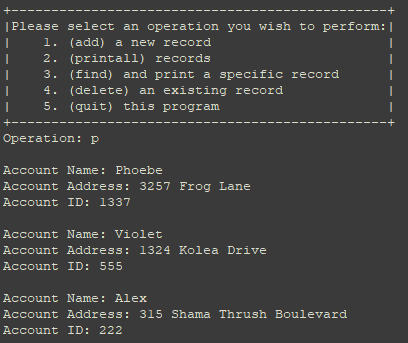 +-----------------------------------------------+
|Please select an operation you wish to perform:|
|    1. (add) a new record                      |
|    2. (printall) records                      |
|    3. (find) and print a specific record      |
|    4. (delete) an existing record             |
|    5. (quit) this program                     |
+-----------------------------------------------+
Operation: p
Account Name: Phoebe
Account Address: 3257 Frog Lane
Account ID: 1337
Account Name: Violet
Account Address: 1324 Kolea Drive
Account ID: 555
Account Name: Alex
Account Address: 315 Shama Thrush Boulevard
Account ID: 222